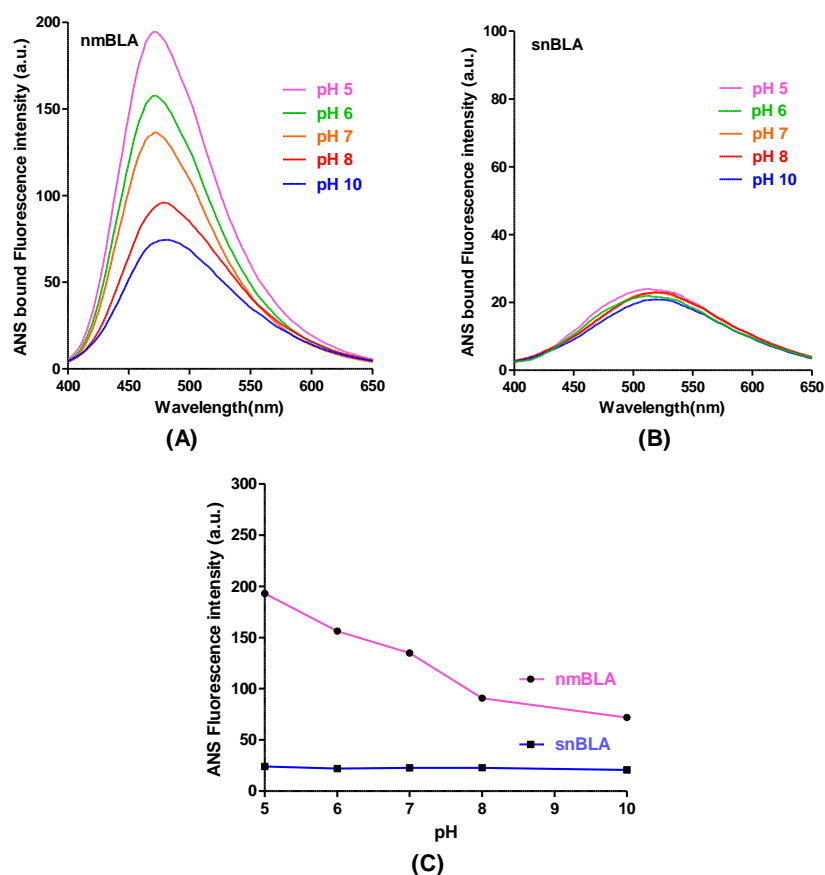 nmBLA
pH 5
pH 6
pH 7
pH 8
pH 10
ANS bound Fluorescence intensity (a.u.)
200
150
100
50
0
400 450 500 550 600 650
Wavelength(nm)
(A)
snBLA
pH 5
pH 6
pH 7
pH 8
pH 10
ANS bound Fluorescence intensity (a.u.)
100
80
60
40
20
0
400 450 500 550 600 650
Wavelength(nm)
(B)
ANS Fluorescence intensity (a.u.)
300
250
200
150
100
50
0
nmBLA
snBLA
5 6 7 8 9 10
pH
(C)